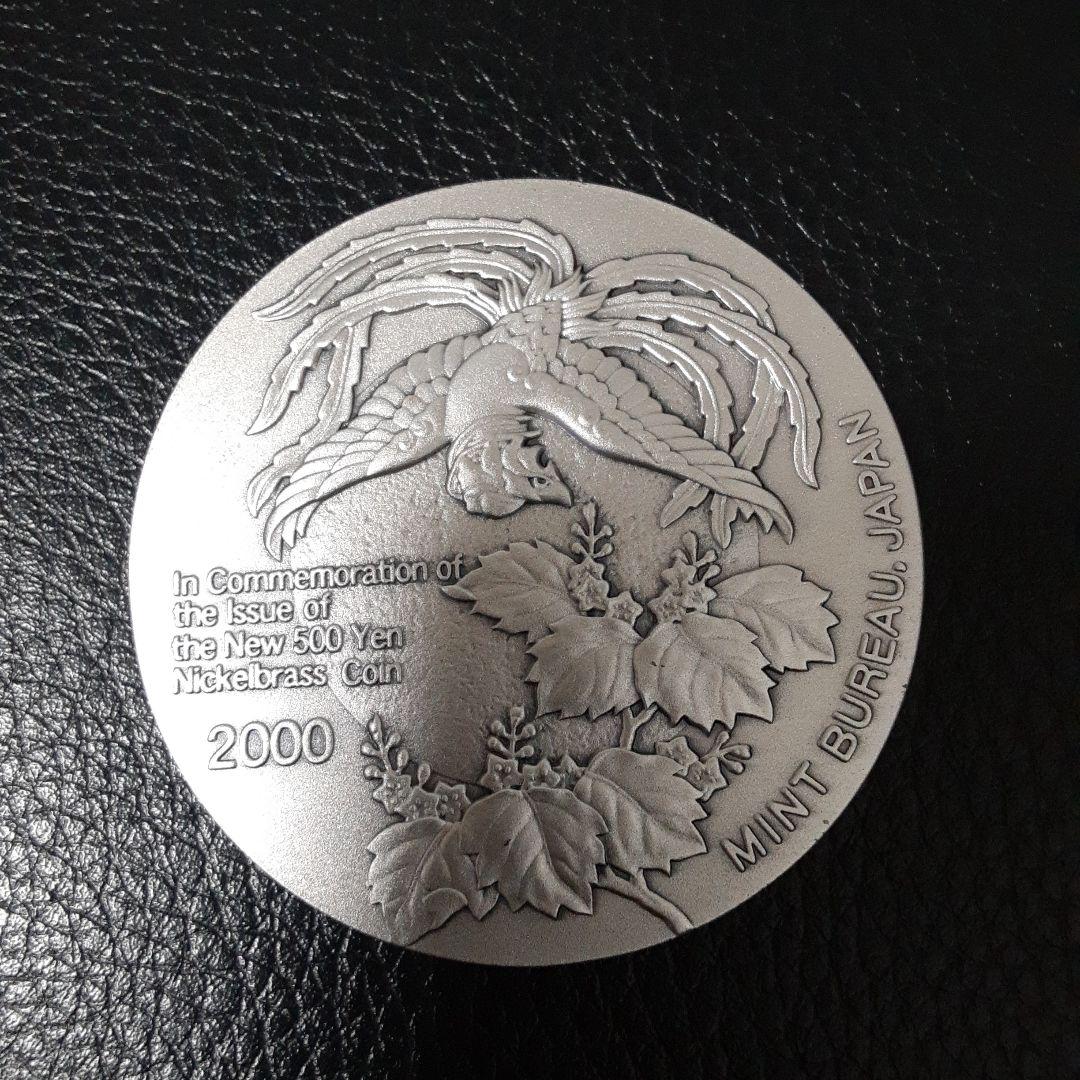 In Commemoration of
the Issue of
the New 500 Yen
Nickelbrass Coin
2000
MINT BUREAU, JAPAN